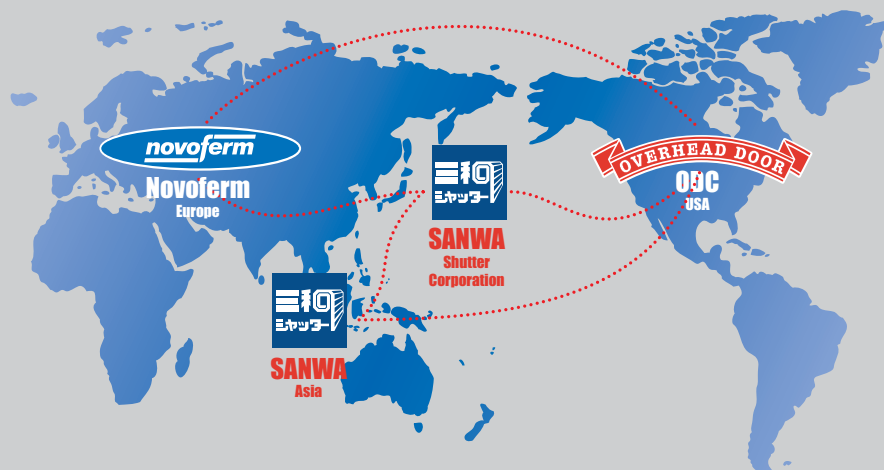 novoferm
Novoferm
Europe
OVERHEAD DOOR
ODC
USA
三和
シャッター
SANWA
Shutter
Corporation
三和
シャッター
SANWA
Asia